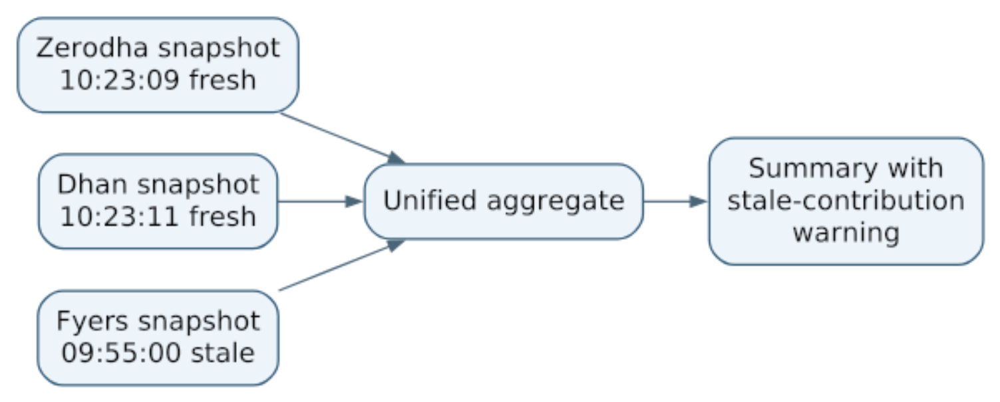 Zerodha snapshot
10:23:09 fresh
Dhan snapshot
10:23:11 fresh
Fyers snapshot
09:55:00 stale
Unified aggregate
Summary with
stale-contribution
warning